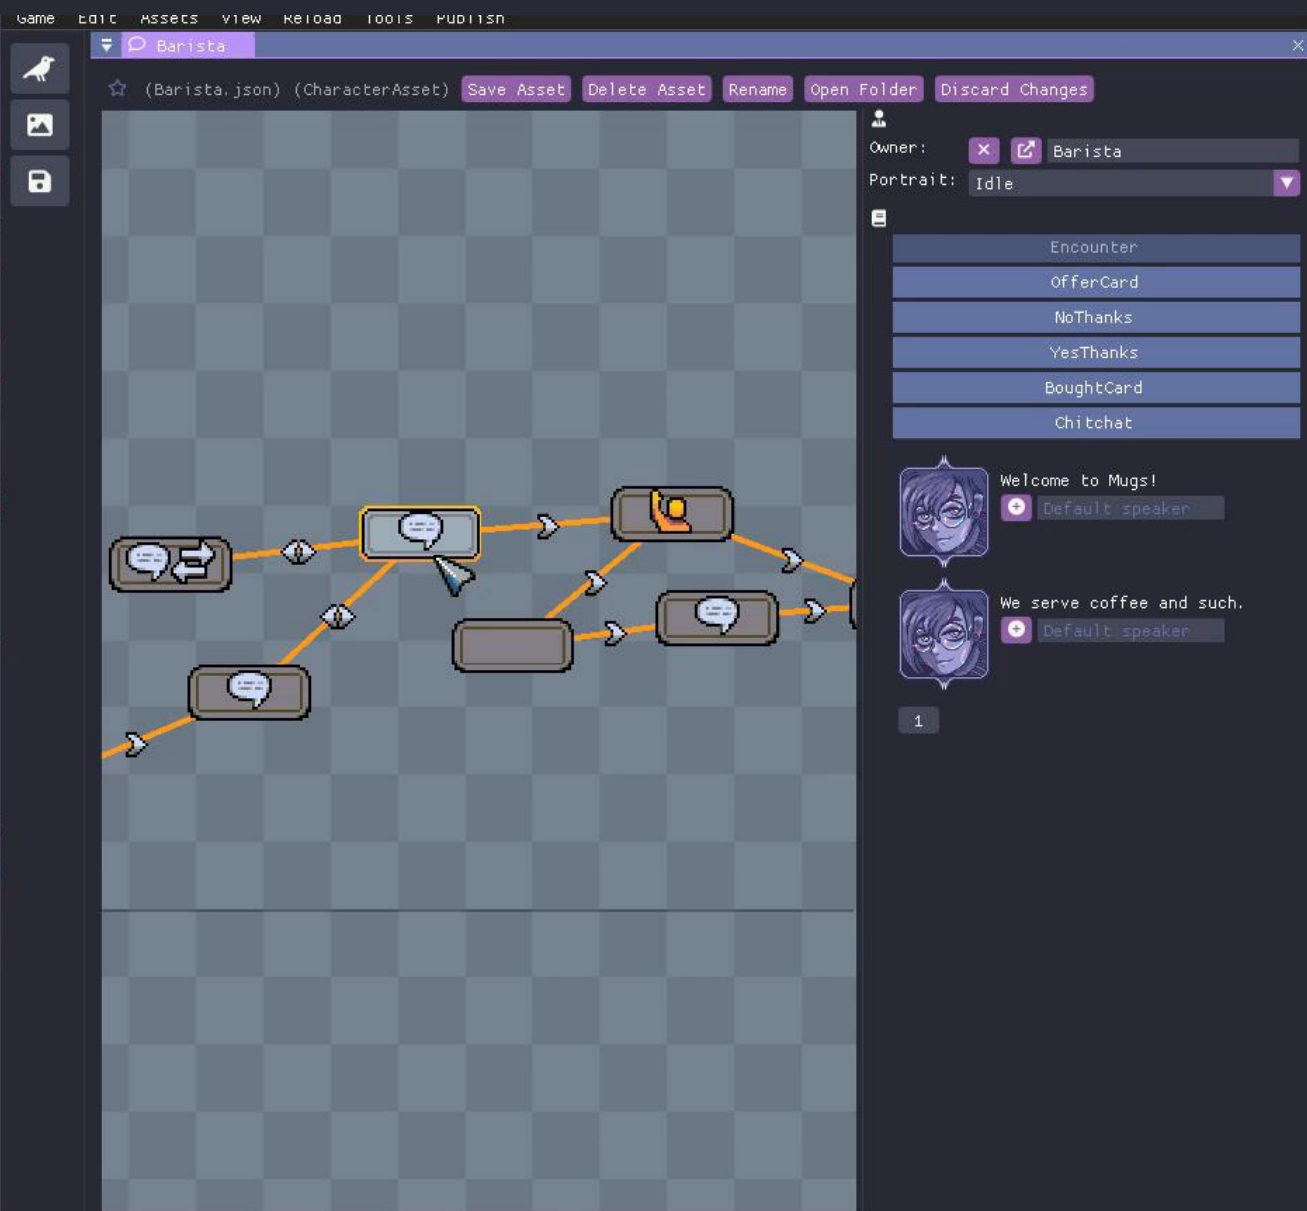 Game Edit Assets View Reload Tools Publish
Barista
(Barista.json) (CharacterAsset) Save Asset Delete Asset Rename Open Folder Discard Changes
Owner: Barista
Portrait: Idle
Encounter
OfferCard
NoThanks
YesThanks
BoughtCard
Chitchat
Welcome to Mugs!
Default speaker
We serve coffee and such.
Default speaker
1